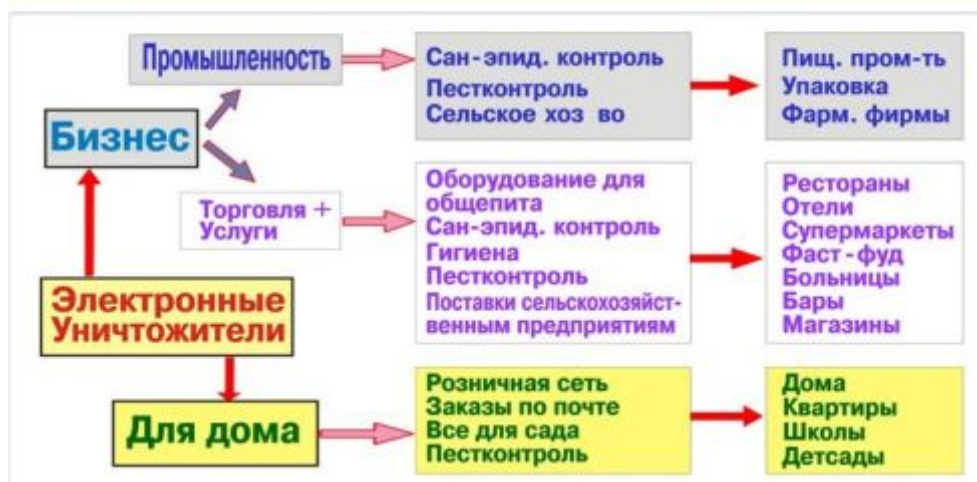 Промышленность
Сан-эпид. контроль
Пестконтроль
Сельское хоз во
Пищ. пром-ть
Упаковка
Фарм. фирмы
Бизнес
Торговля +
Услуги
Оборудование для
общепита
Сан-эпид. контроль
Гигиена
Пестконтроль
Поставки сельскохозяйст-
венным предприятиям
Рестораны
Отели
Супермаркеты
Фаст-фуд
Больницы
Бары
Магазины
Электронные
Уничтожители
Для дома
Розничная сеть
Заказы по почте
Все для сада
Пестконтроль
Дома
Квартиры
Школы
Детсады